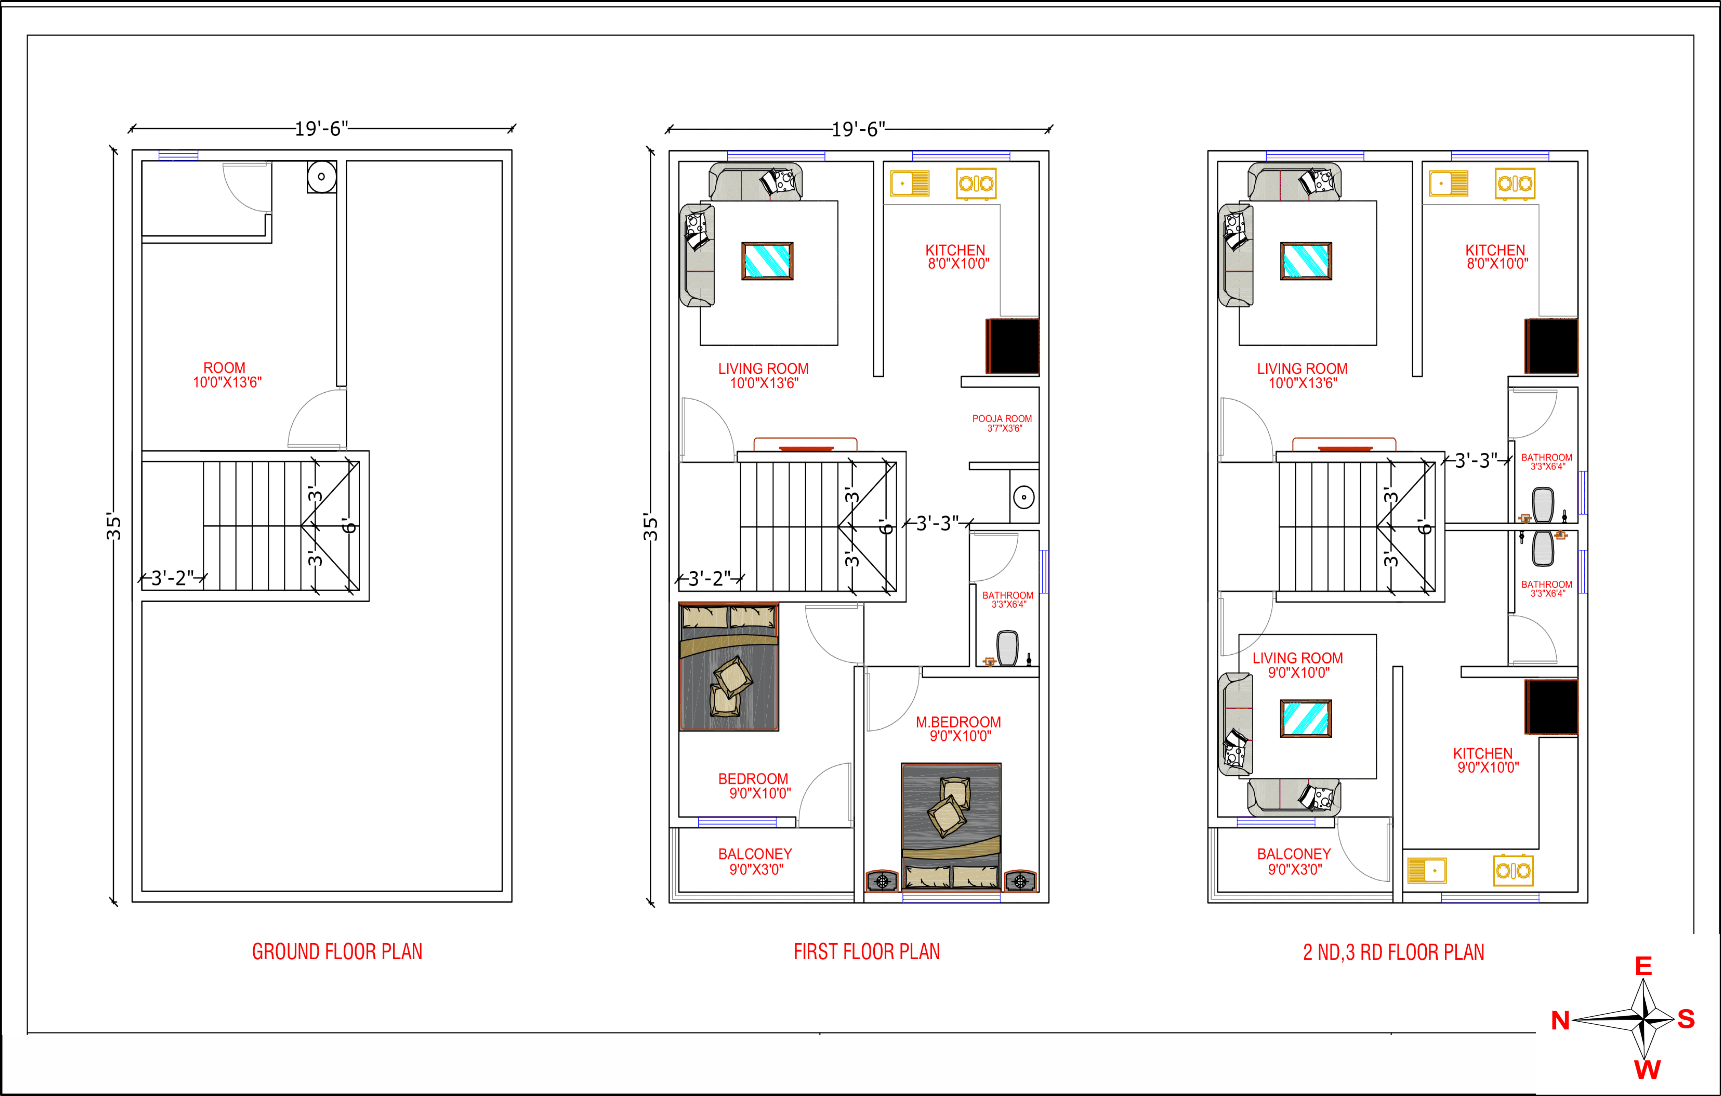 19'-6"
35'
ROOM
10'0"X13'6"
3'
3'
6'
3'-2"
GROUND FLOOR PLAN
19'-6"
35'
KITCHEN
8'0"X10'0"
LIVING ROOM
10'0"X13'6"
POOJA ROOM
3'7"X3'6"
3'
3'
6'
3'-3"
3'-2"
BATHROOM
3'3"X6'4"
M.BEDROOM
9'0"X10'0"
BEDROOM
9'0"X10'0"
BALCONEY
9'0"X3'0"
FIRST FLOOR PLAN
KITCHEN
8'0"X10'0"
LIVING ROOM
10'0"X13'6"
3'-3"
BATHROOM
3'3"X6'4"
3'
3'
6'
BATHROOM
3'3"X6'4"
LIVING ROOM
9'0"X10'0"
KITCHEN
9'0"X10'0"
BALCONEY
9'0"X3'0"
2 ND,3 RD FLOOR PLAN
E
N
S
W